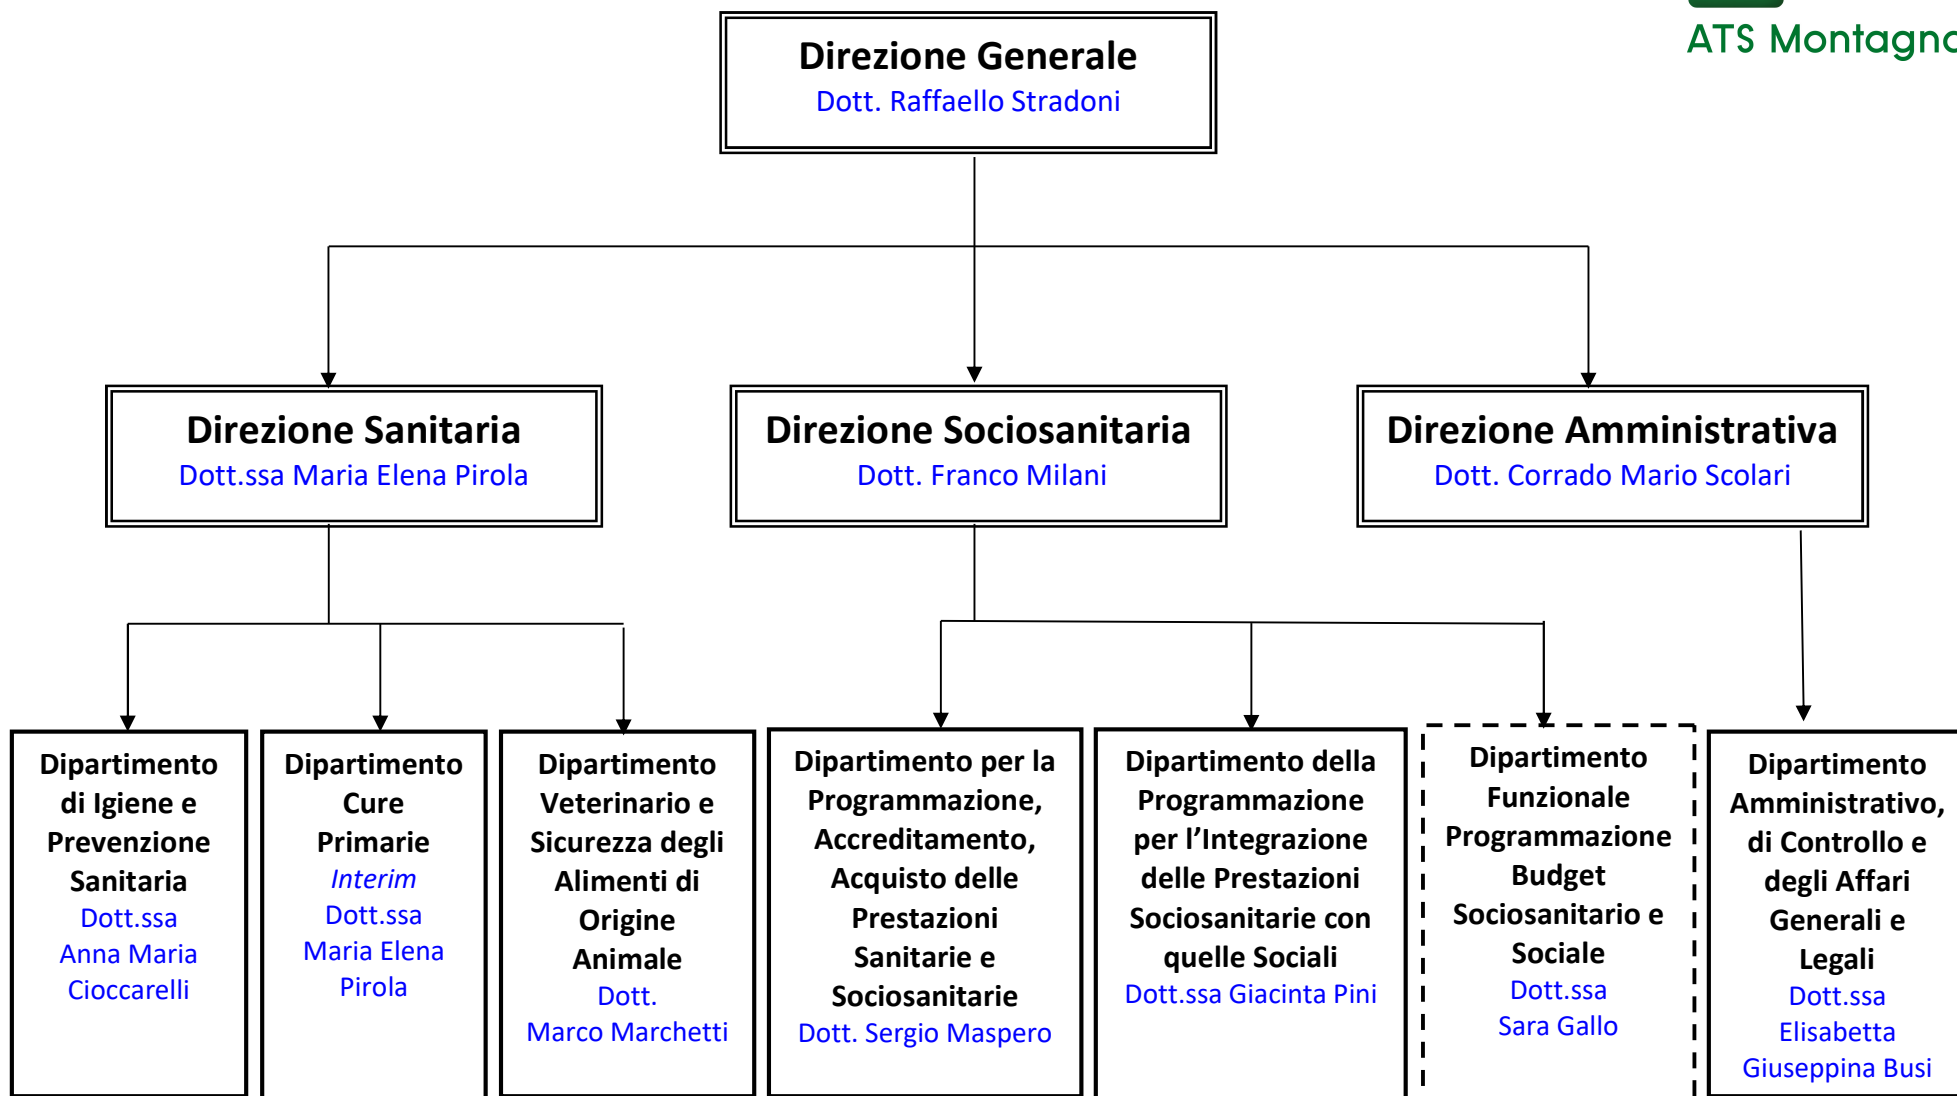 ATS Montagna
Direzione Generale
Dott. Raffaello Stradoni
Direzione Sanitaria
Dott.ssa Maria Elena Pirola
Direzione Sociosanitaria
Dott. Franco Milani
Direzione Amministrativa
Dott. Corrado Mario Scolari
Dipartimento
di Igiene e
Prevenzione
Sanitaria
Dott.ssa
Anna Maria
Cioccarelli
Dipartimento
Cure
Primarie
Interim
Dott.ssa
Maria Elena
Pirola
Dipartimento
Veterinario e
Sicurezza degli
Alimenti di
Origine
Animale
Dott.
Marco Marchetti
Dipartimento per la
Programmazione,
Accreditamento,
Acquisto delle
Prestazioni
Sanitarie e
Sociosanitarie
Dott. Sergio Maspero
Dipartimento della
Programmazione
per l’Integrazione
delle Prestazioni
Sociosanitarie con
quelle Sociali
Dott.ssa Giacinta Pini
Dipartimento
Funzionale
Programmazione
Budget
Sociosanitario e
Sociale
Dott.ssa
Sara Gallo
Dipartimento
Amministrativo,
di Controllo e
degli Affari
Generali e
Legali
Dott.ssa
Elisabetta
Giuseppina Busi